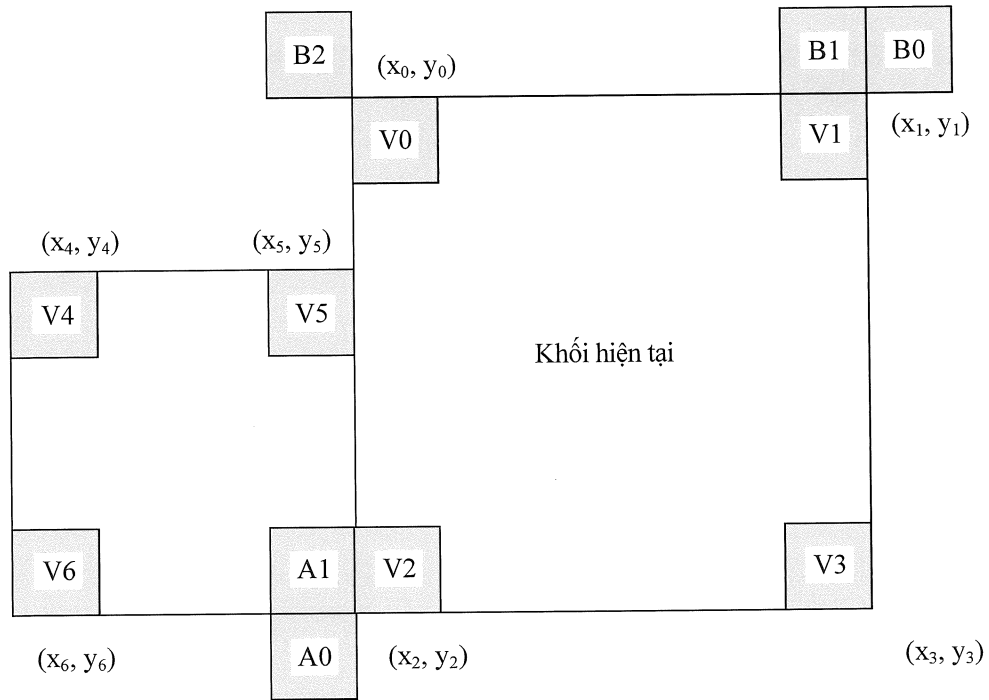 B2
(x₀, y₀)
B1
B0
V0
V1
(x₁, y₁)
(x₄, y₄)
(x₅, y₅)
V4
V5
Khối hiện tại
V6
A1
V2
V3
(x₆, y₆)
A0
(x₂, y₂)
(x₃, y₃)